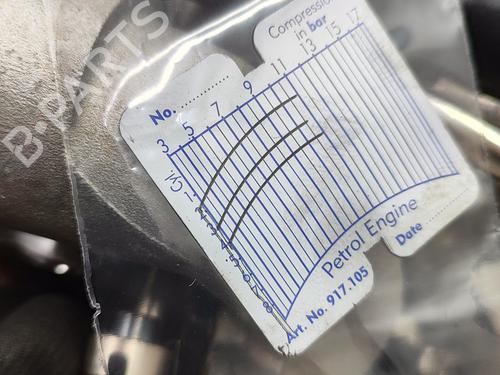 B-PARTS
Compression
in bar
No. ................
3 5 7 9 11 13 15 17
Cyl.
8
Petrol Engine
Date ................
Art. No. 917.105